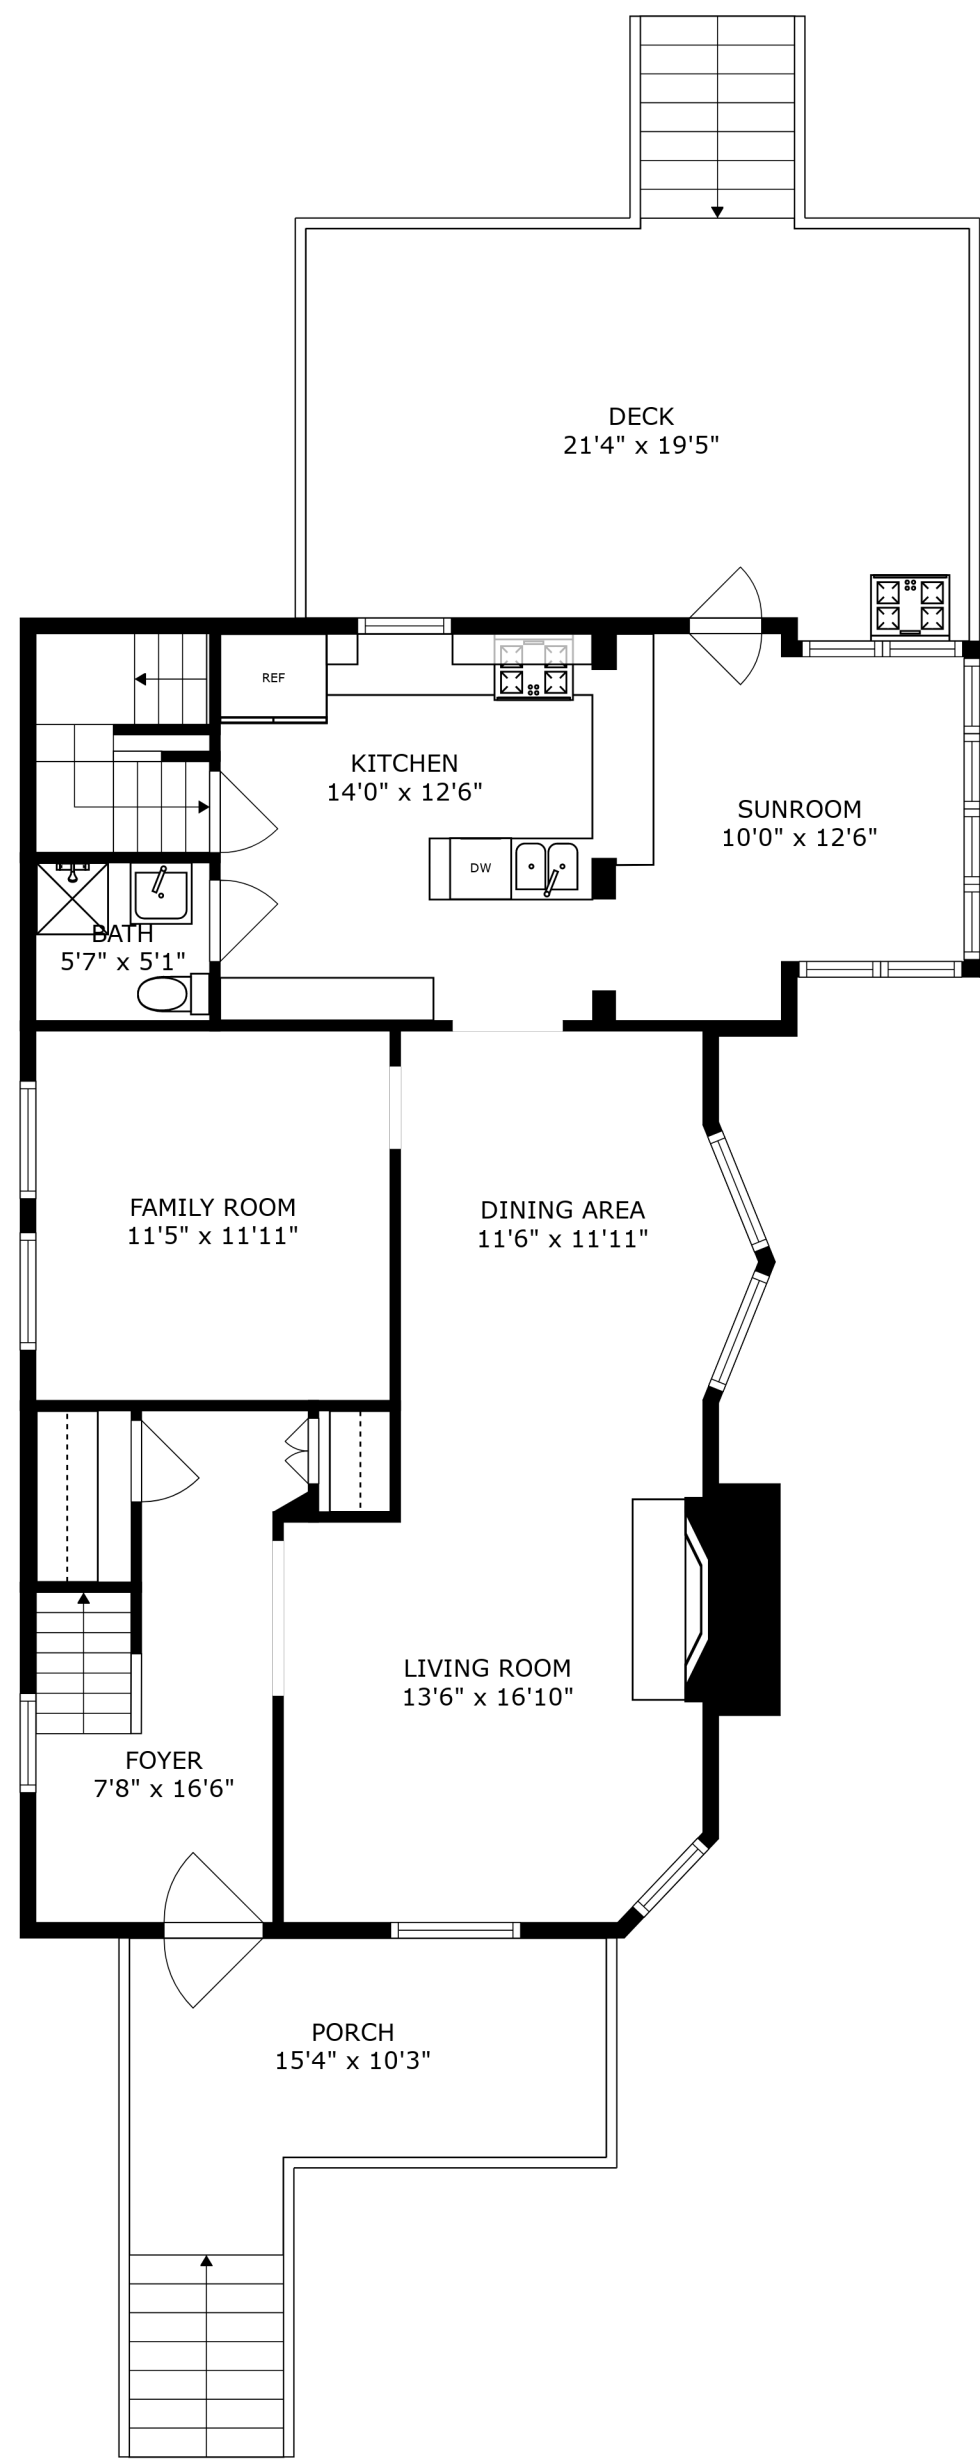 DECK
21'4" x 19'5"
REF
KITCHEN
14'0" x 12'6"
SUNROOM
10'0" x 12'6"
DW
BATH
5'7" x 5'1"
FAMILY ROOM
11'5" x 11'11"
DINING AREA
11'6" x 11'11"
LIVING ROOM
13'6" x 16'10"
FOYER
7'8" x 16'6"
PORCH
15'4" x 10'3"